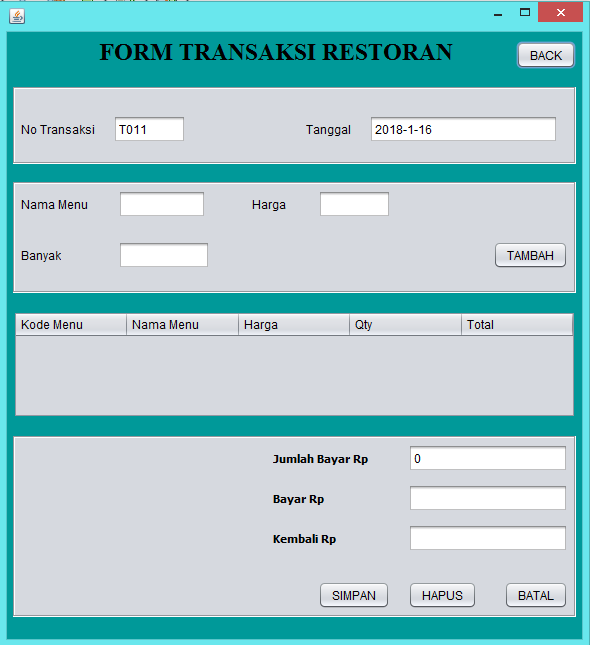 FORM TRANSAKSI RESTORAN
BACK
No Transaksi T011 Tanggal 2018-1-16
Nama Menu Harga
Banyak TAMBAH
Kode Menu Nama Menu Harga Qty Total
Jumlah Bayar Rp 0
Bayar Rp
Kembali Rp
SIMPAN HAPUS BATAL